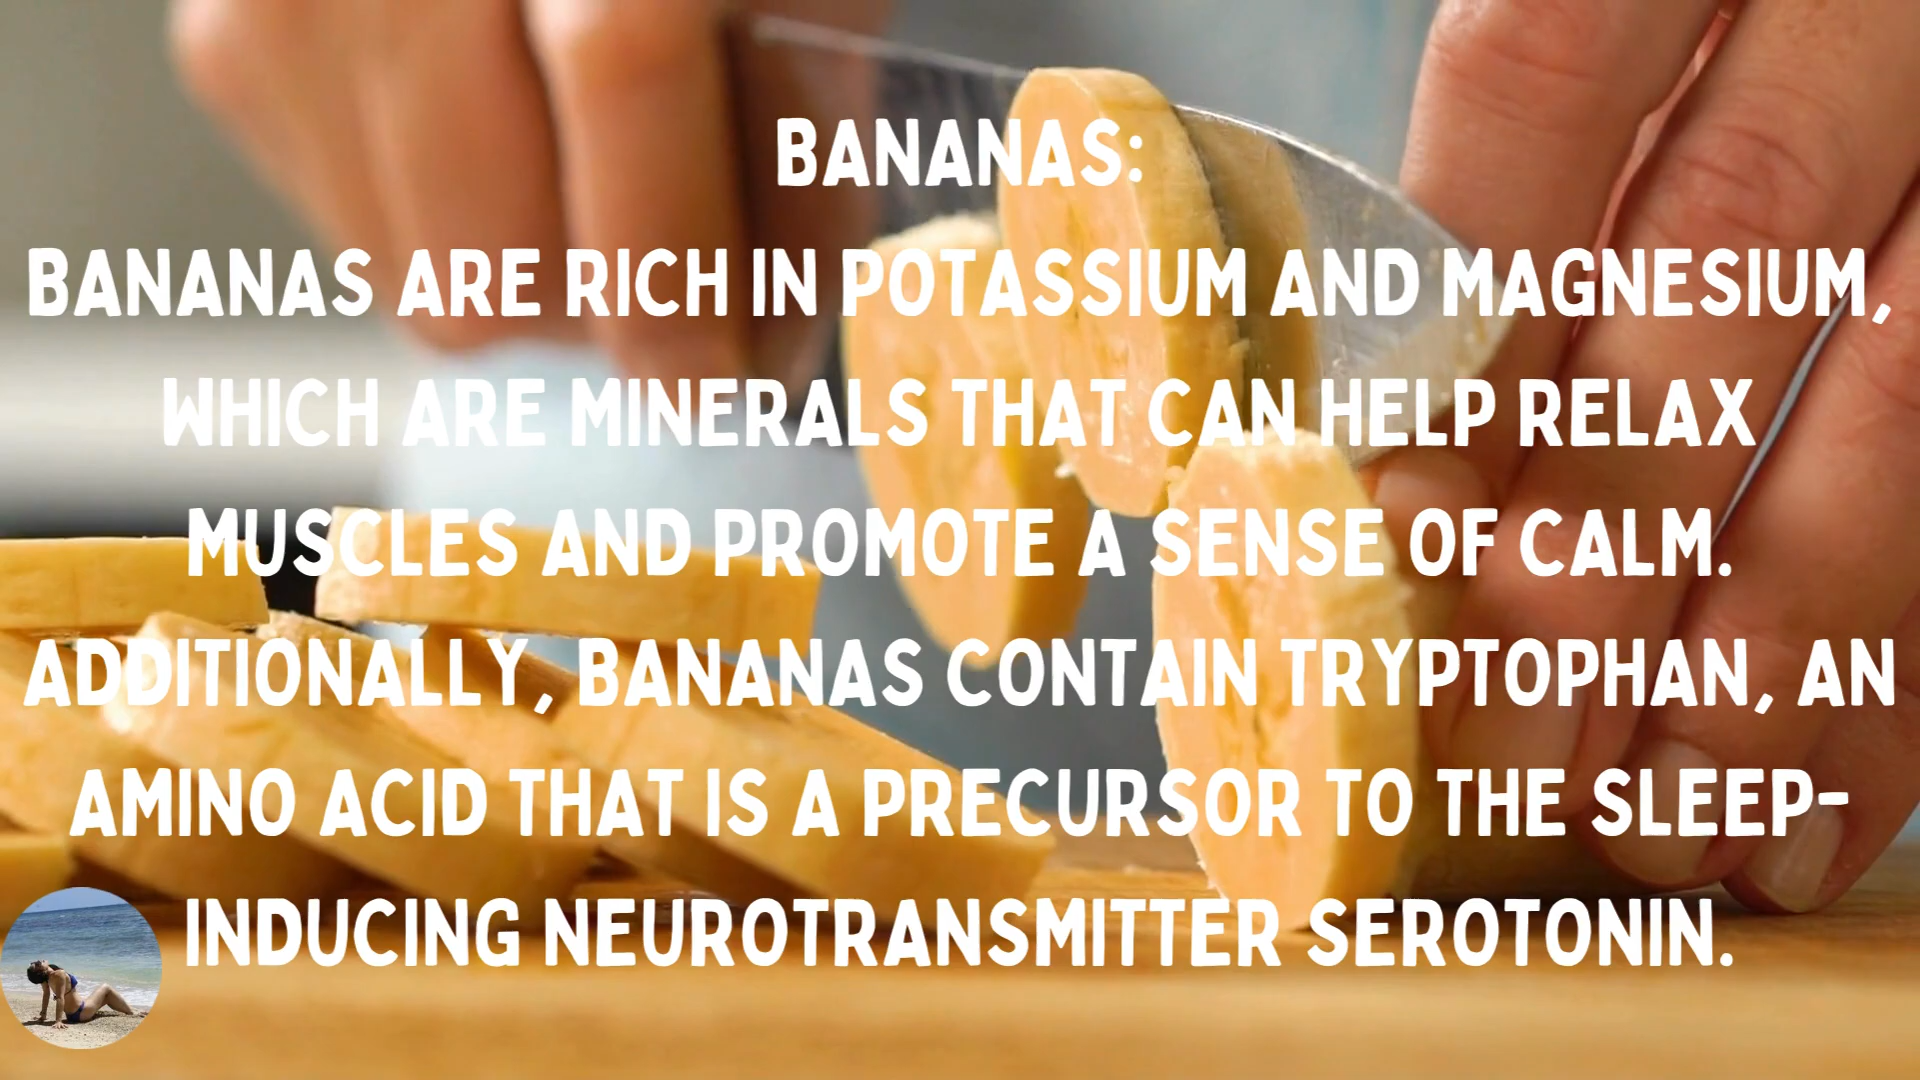 BANANAS:
BANANAS ARE RICH IN POTASSIUM AND MAGNESIUM,
WHICH ARE MINERALS THAT CAN HELP RELAX
MUSCLES AND PROMOTE A SENSE OF CALM.
ADDITIONALLY, BANANAS CONTAIN TRYPTOPHAN, AN
AMINO ACID THAT IS A PRECURSOR TO THE SLEEP-
INDUCING NEUROTRANSMITTER SEROTONIN.